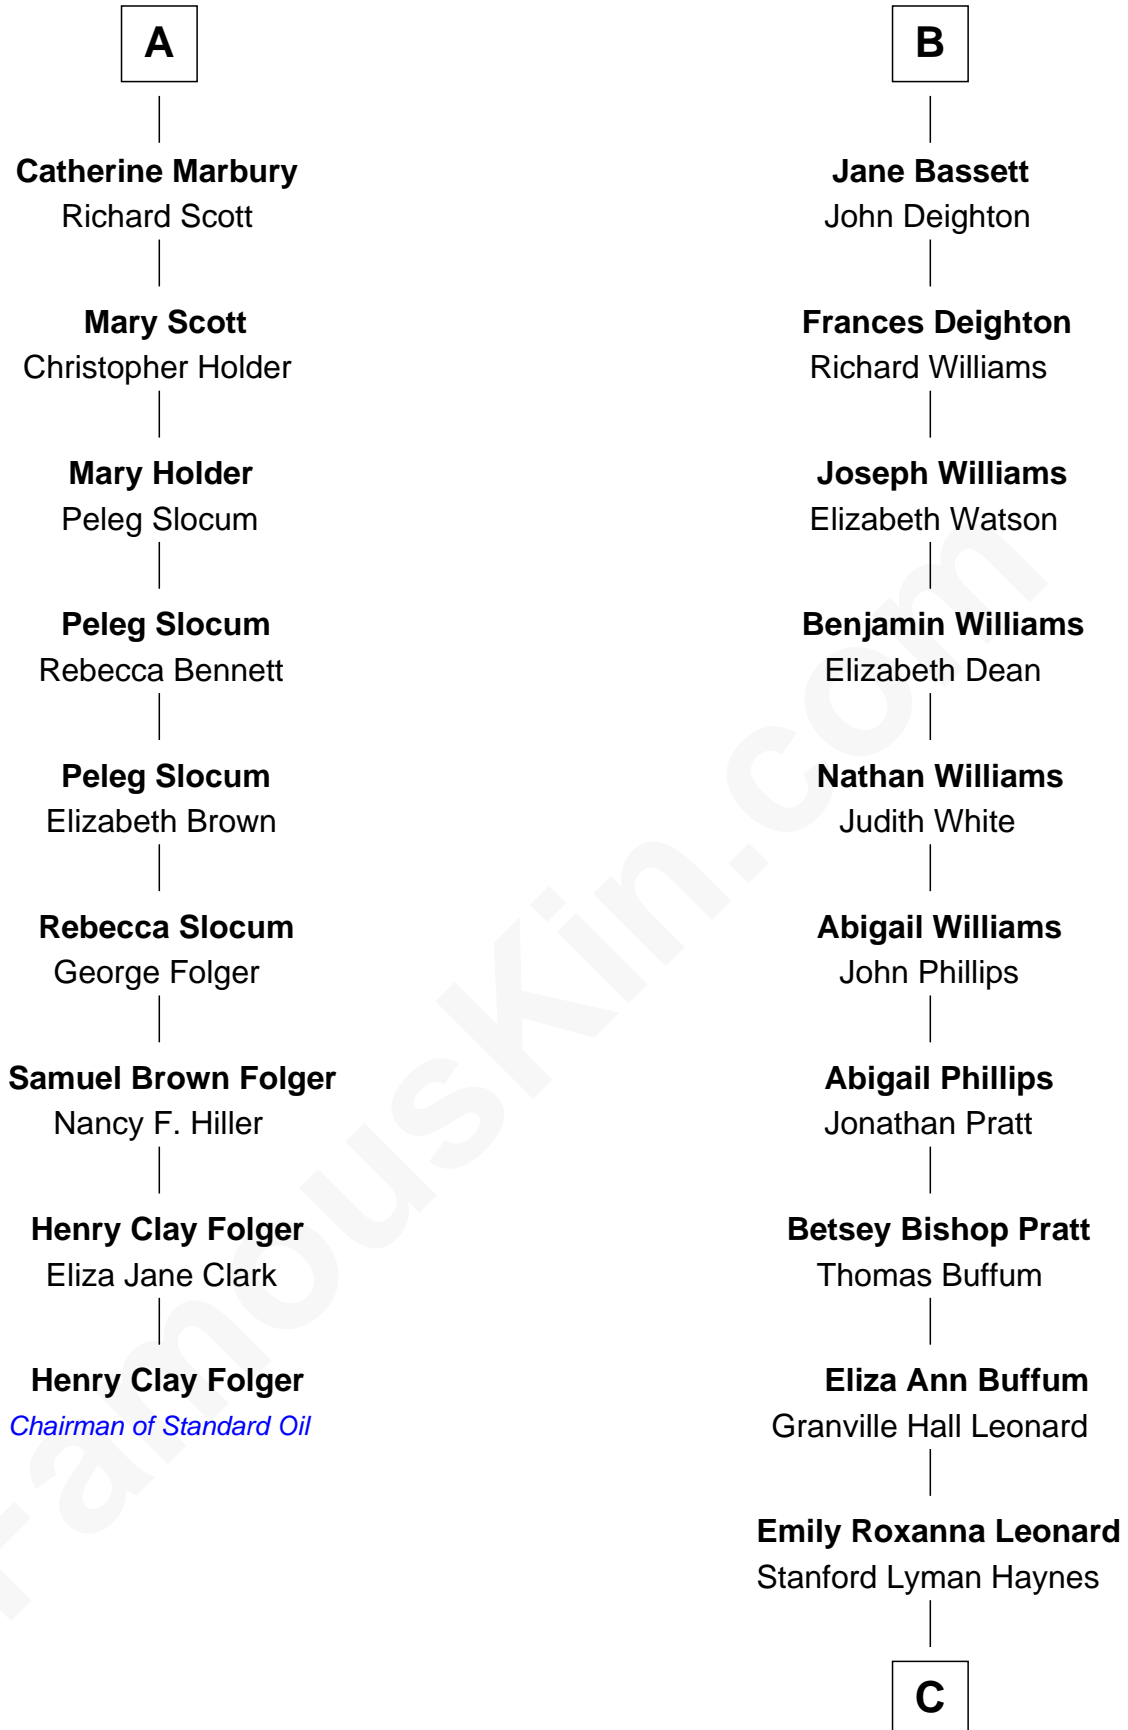 A
Catherine Marbury
Richard Scott
Mary Scott
Christopher Holder
Mary Holder
Peleg Slocum
Peleg Slocum
Rebecca Bennett
Peleg Slocum
Elizabeth Brown
Rebecca Slocum
George Folger
Samuel Brown Folger
Nancy F. Hiller
Henry Clay Folger
Eliza Jane Clark
Henry Clay Folger
Chairman of Standard Oil
B
Jane Bassett
John Deighton
Frances Deighton
Richard Williams
Joseph Williams
Elizabeth Watson
Benjamin Williams
Elizabeth Dean
Nathan Williams
Judith White
Abigail Williams
John Phillips
Abigail Phillips
Jonathan Pratt
Betsey Bishop Pratt
Thomas Buffum
Eliza Ann Buffum
Granville Hall Leonard
Emily Roxanna Leonard
Stanford Lyman Haynes
C
FamousKin.com